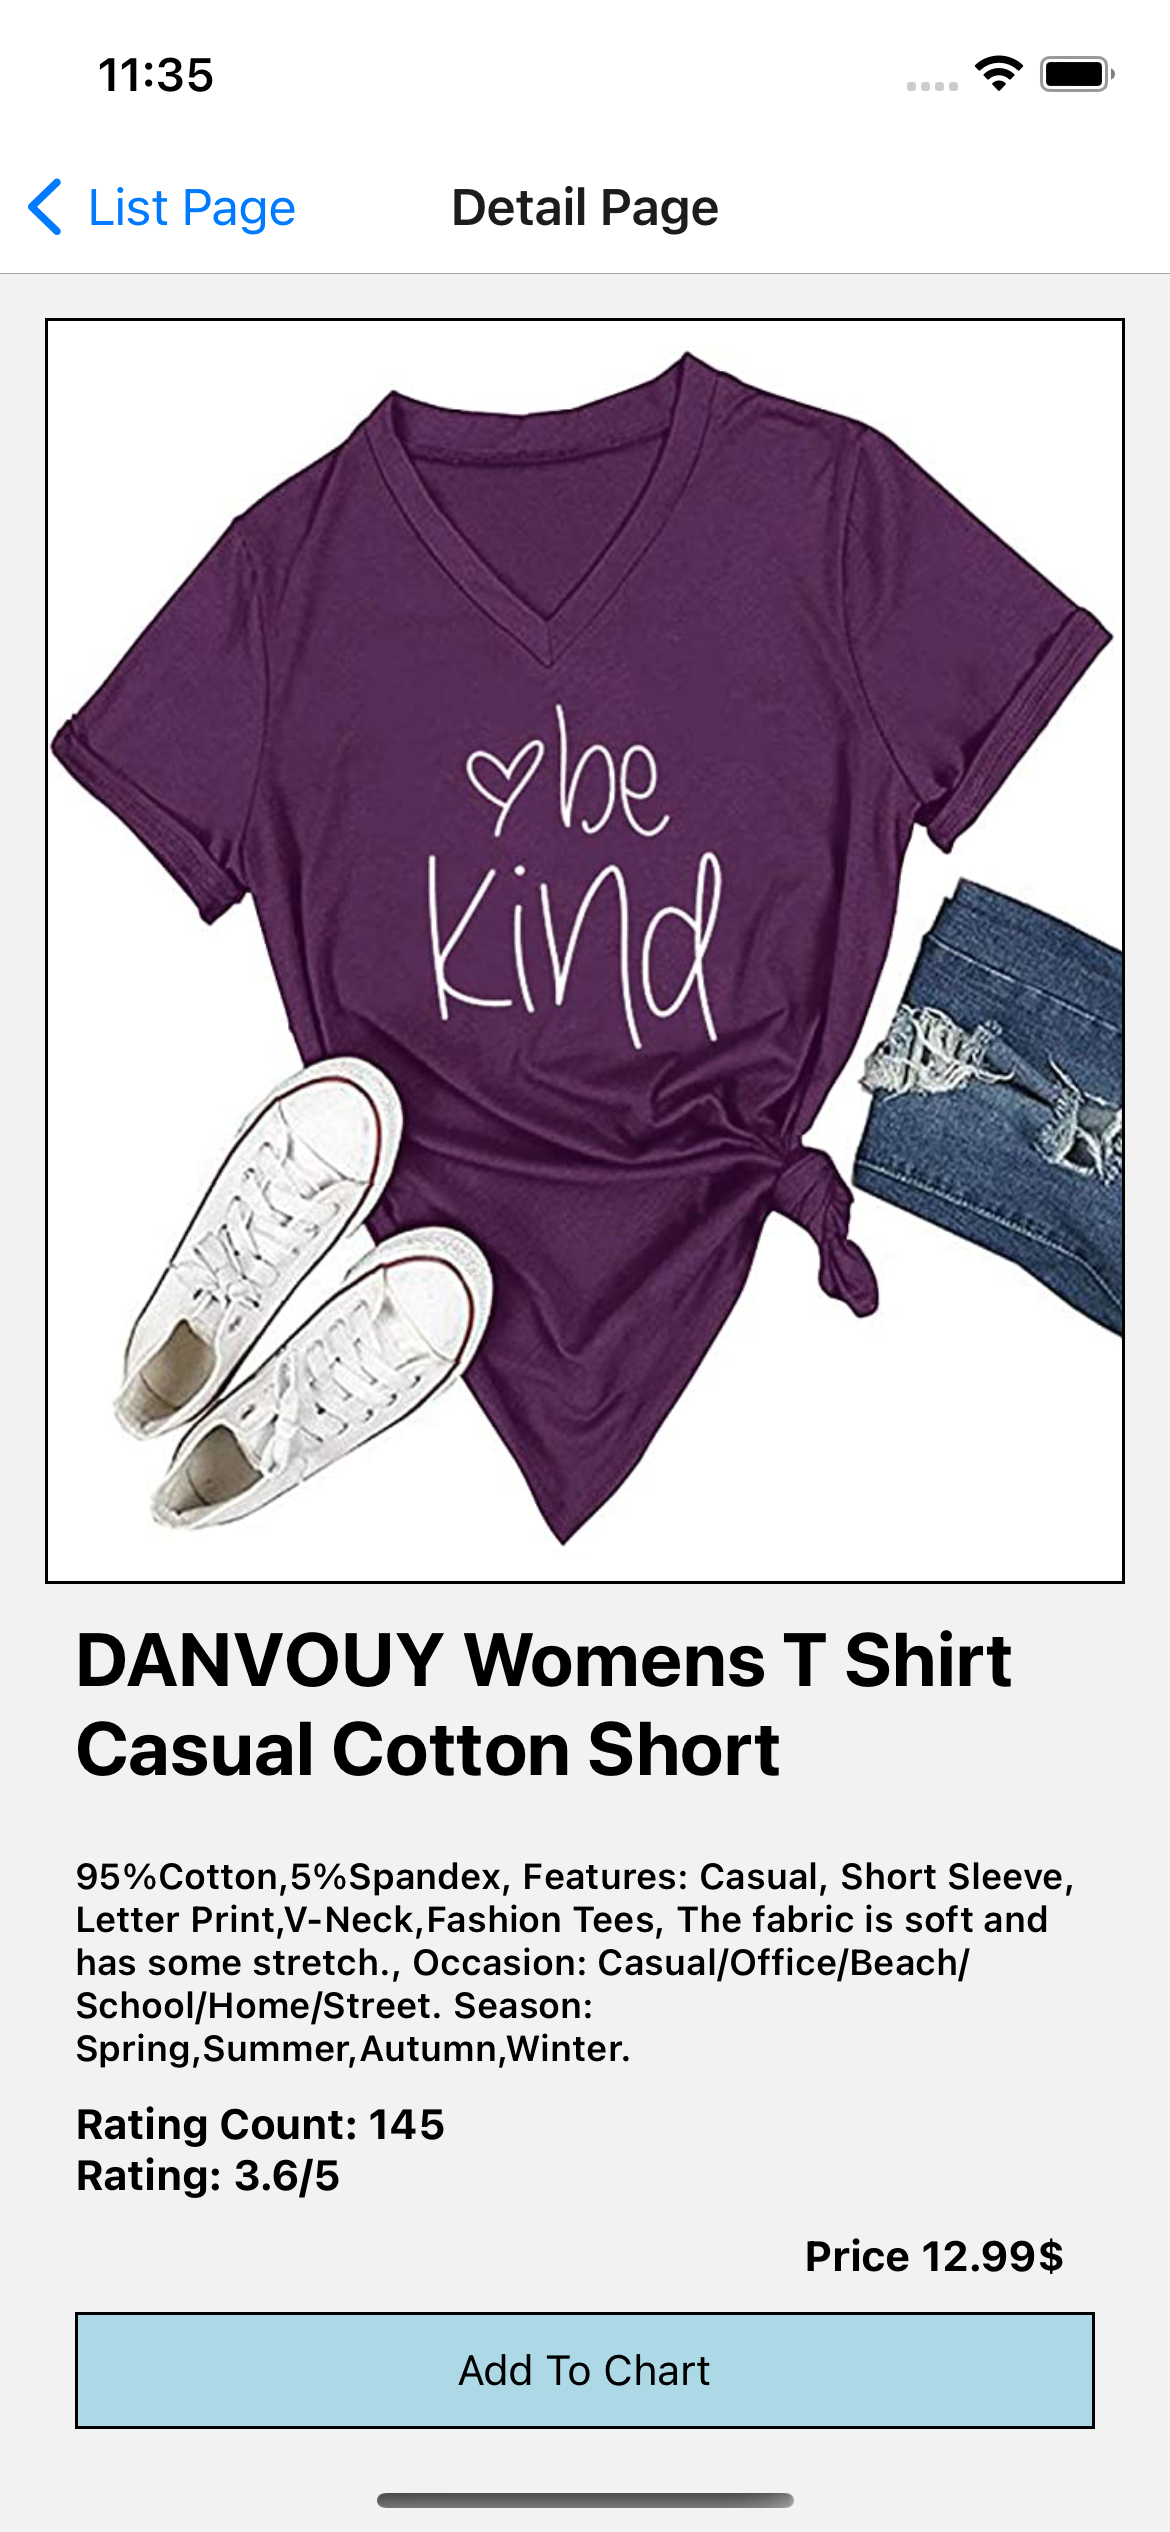 11:35
List Page
Detail Page
be
kind
DANVOUY Womens T Shirt
Casual Cotton Short
95%Cotton,5%Spandex, Features: Casual, Short Sleeve,
Letter Print,V-Neck,Fashion Tees, The fabric is soft and
has some stretch., Occasion: Casual/Office/Beach/
School/Home/Street. Season:
Spring,Summer,Autumn,Winter.
Rating Count: 145
Rating: 3.6/5
Price 12.99$
Add To Chart